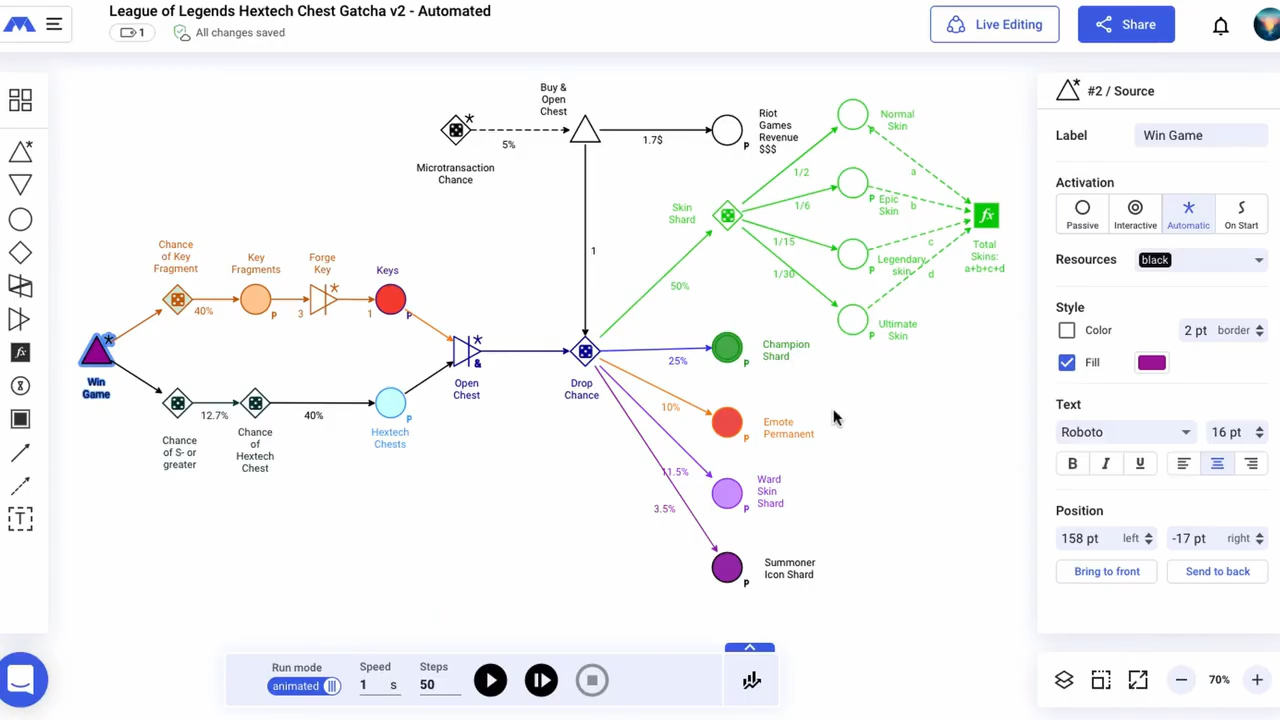 League of Legends Hextech Chest Gatcha v2 - Automated
1
All changes saved
Live Editing
Share
#2 / Source
Label
Win Game
Activation
Passive
Interactive
Automatic
On Start
Resources
black
Style
Color
2 pt
border
Fill
Text
Roboto
16 pt
B
I
U
Position
158 pt
left
-17 pt
right
Bring to front
Send to back
Buy &
Open
Chest
5%
Microtransaction
Chance
1.7$
Riot
Games
Revenue
$$$
P
Normal
Skin
P
a
1/2
Skin
Shard
1/6
Epic
Skin
P
b
fx
1/15
Legendary
skin
P
c
Total
Skins:
a+b+c+d
1/30
d
Ultimate
Skin
P
1
50%
Chance
of Key
Fragment
40%
Key
Fragments
P
3
Forge
Key
1
Keys
P
Win
Game
Open
Chest
&
Drop
Chance
25%
Champion
Shard
P
10%
Emote
Permanent
P
12.7%
40%
P
Chance
of S- or
greater
Chance
of
Hextech
Chest
Hextech
Chests
11.5%
Ward
Skin
Shard
P
3.5%
Summoner
Icon Shard
P
fx
T
Run mode
animated
Speed
1 s
Steps
50
70%